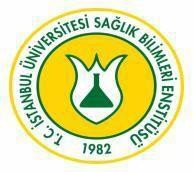 T.C. İSTANBUL ÜNİVERSİTESİ SAĞLIK BİLİMLERİ ENSTİTÜSÜ
1982